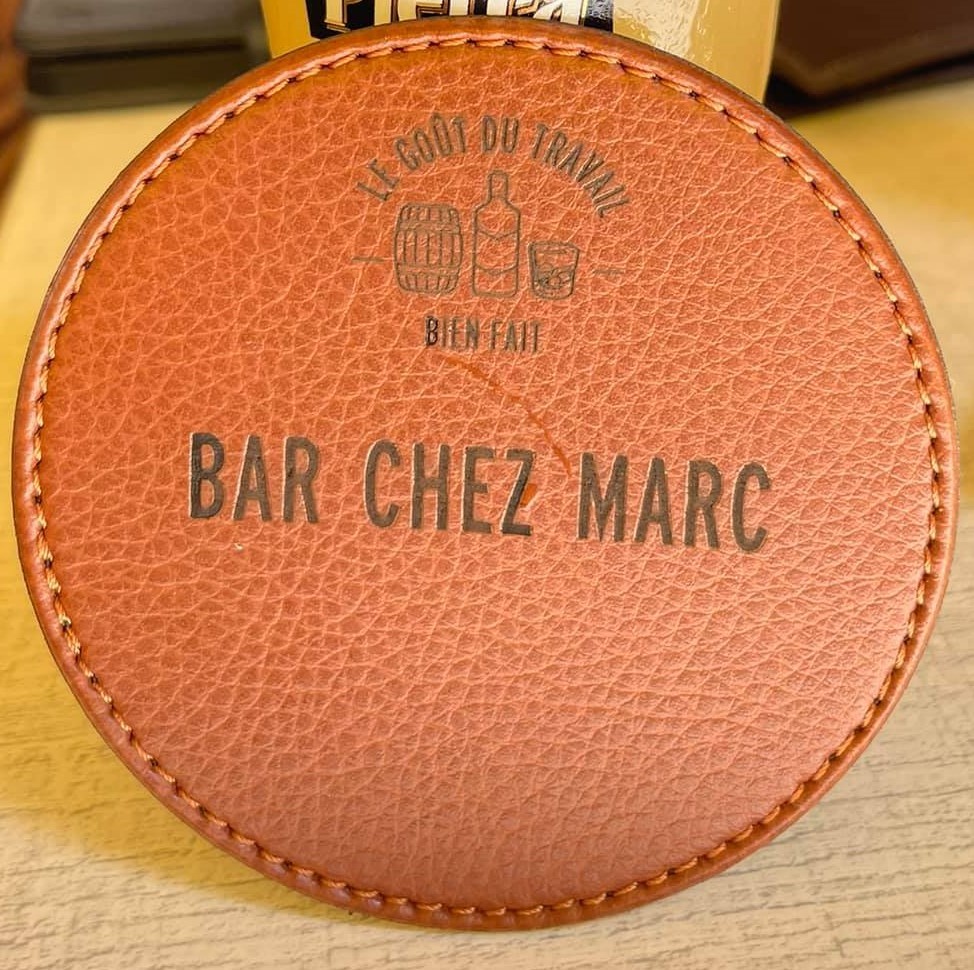 LE GOÛT DU TRAVAIL
BIEN FAIT
BAR CHEZ MARC